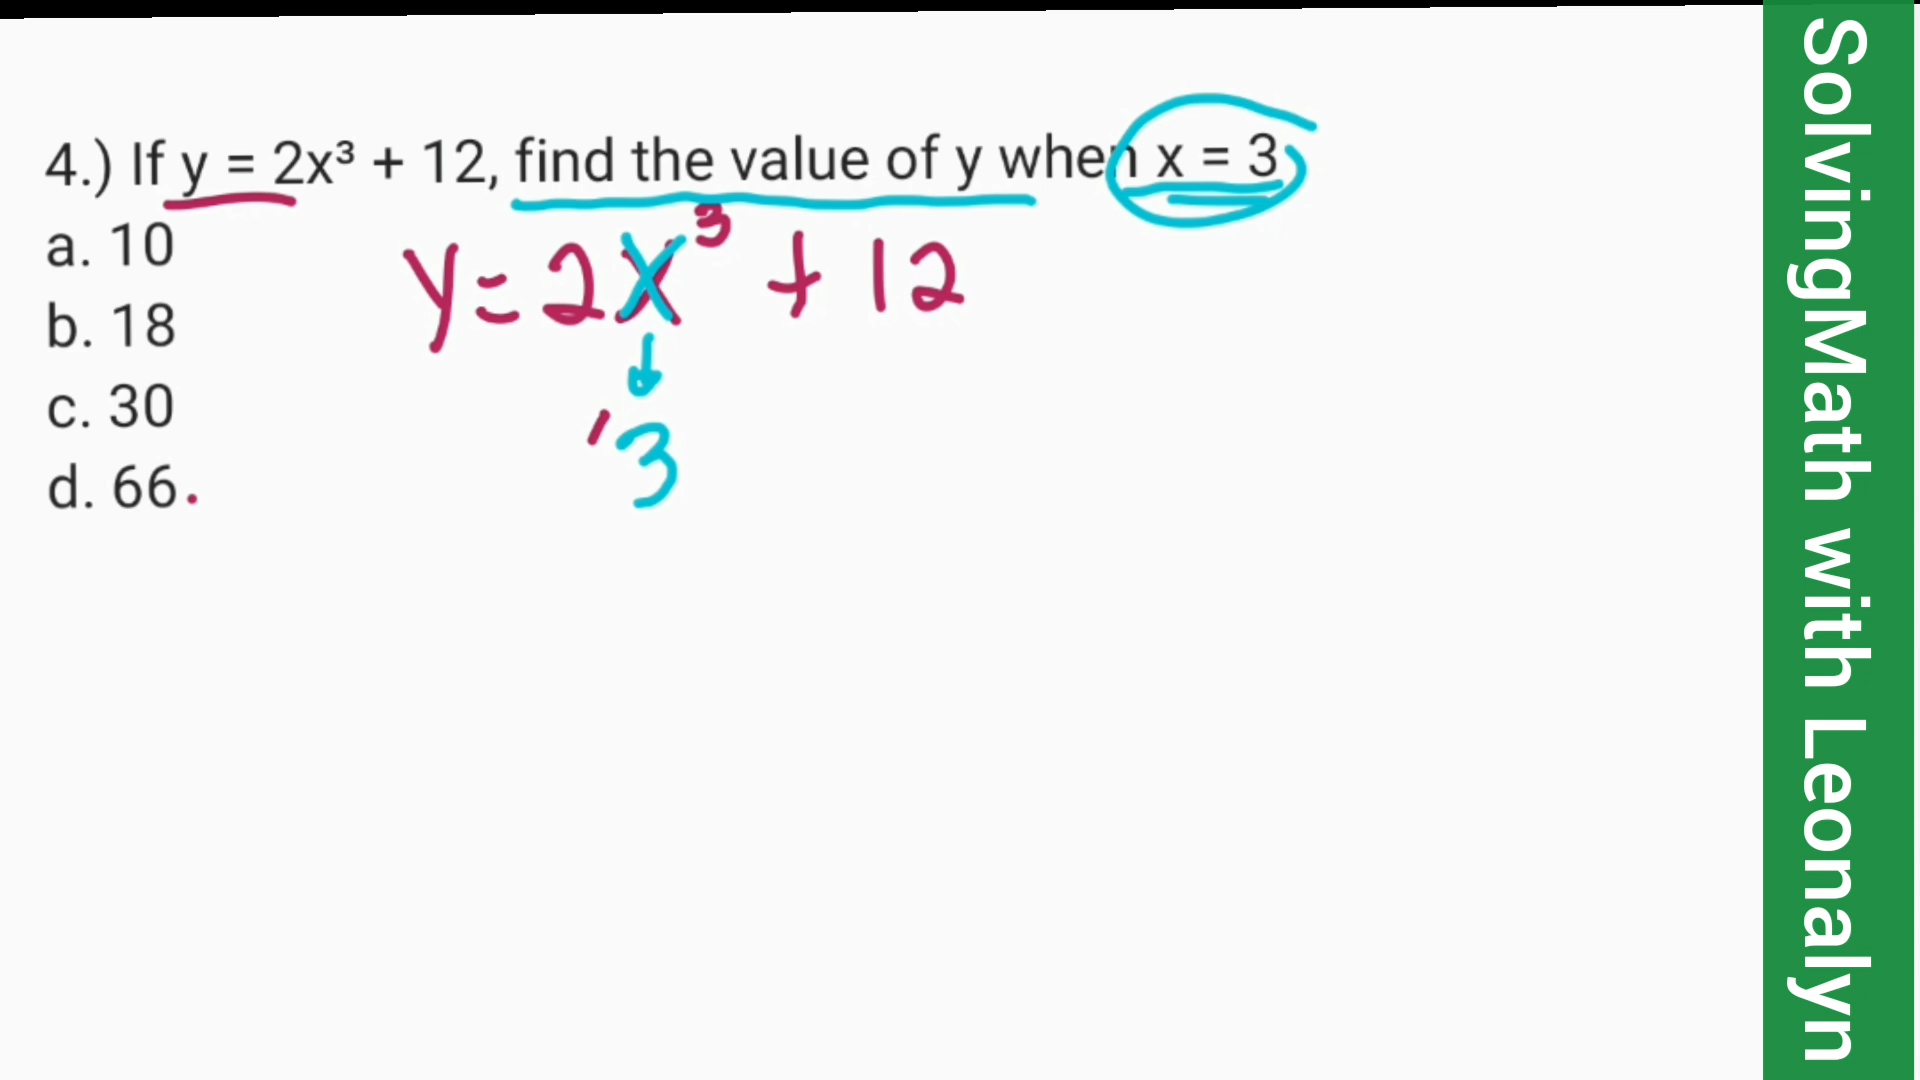 4.) If y = 2x³ + 12, find the value of y when x = 3
a. 10
b. 18
c. 30
d. 66
y = 2x³ + 12
3
SolvingMath with Leonalyn